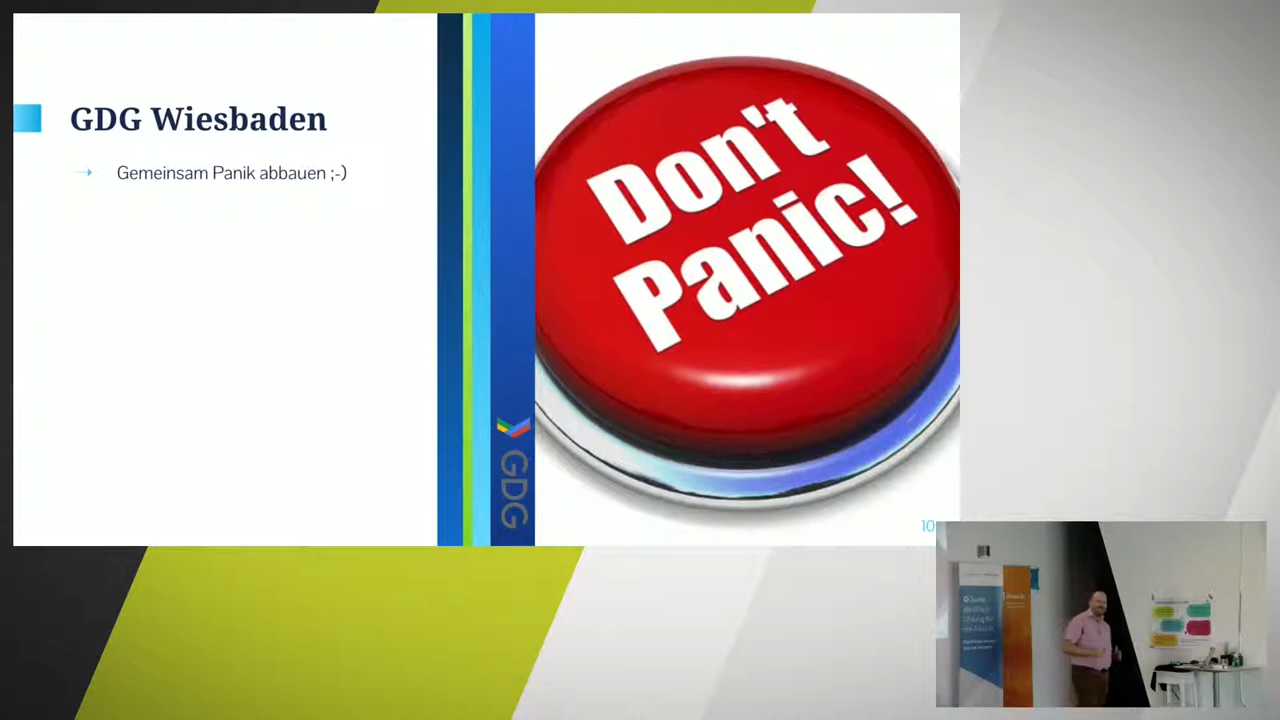 GDG Wiesbaden
→ Gemeinsam Panik abbauen ;-)
Don't
Panic!
GDG
10